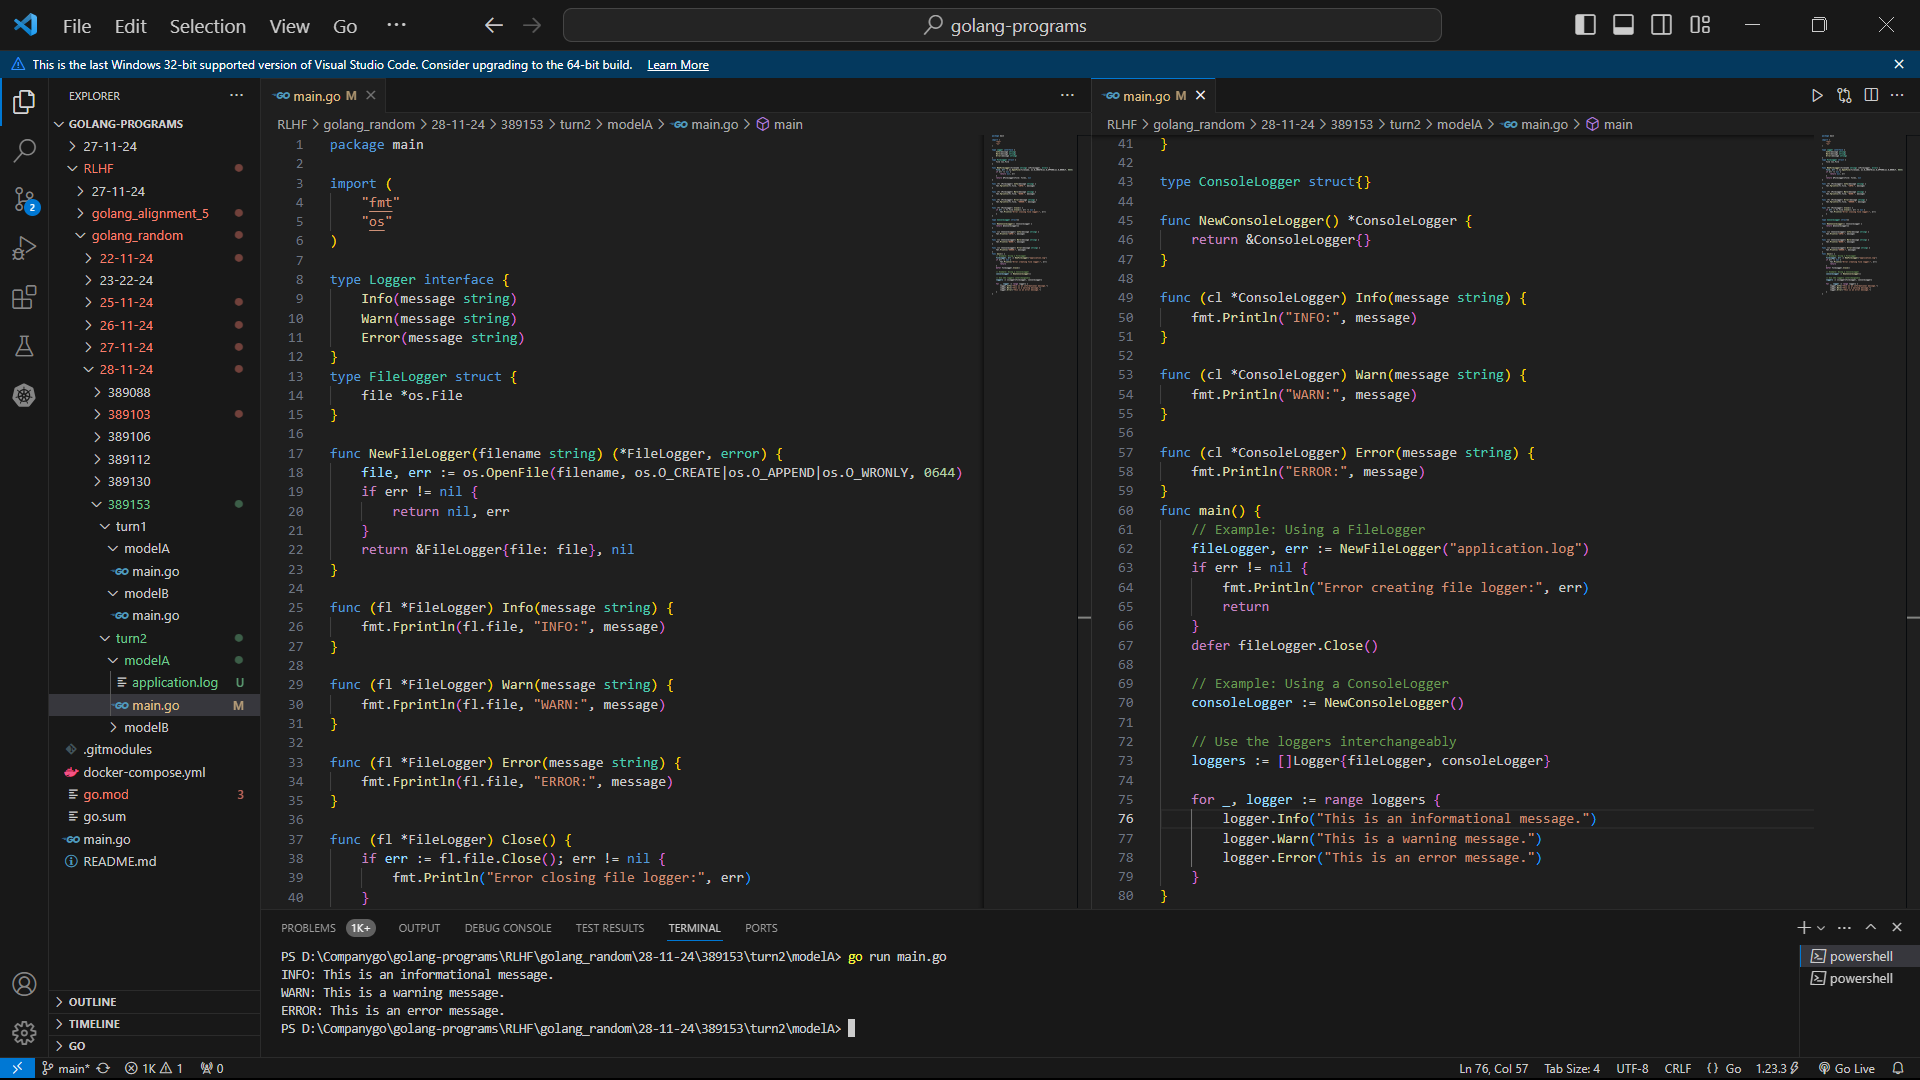 File Edit Selection View Go ··· golang-programs
This is the last Windows 32-bit supported version of Visual Studio Code. Consider upgrading to the 64-bit build. Learn More
EXPLORER
GOLANG-PROGRAMS
27-11-24
RLHF
27-11-24
golang_alignment_5
golang_random
22-11-24
23-22-24
25-11-24
26-11-24
27-11-24
28-11-24
389088
389103
389106
389112
389130
389153
turn1
modelA
main.go
modelB
main.go
turn2
modelA
application.log U
main.go M
modelB
.gitmodules
docker-compose.yml
go.mod 3
go.sum
main.go
README.md
OUTLINE
TIMELINE
GO
2
main.go M
RLHF > golang_random > 28-11-24 > 389153 > turn2 > modelA > main.go > main
1 package main
2
3 import (
4 "fmt"
5 "os"
6 )
7
8 type Logger interface {
9 Info(message string)
10 Warn(message string)
11 Error(message string)
12 }
13 type FileLogger struct {
14 file *os.File
15 }
16
17 func NewFileLogger(filename string) (*FileLogger, error) {
18 file, err := os.OpenFile(filename, os.O_CREATE|os.O_APPEND|os.O_WRONLY, 0644)
19 if err != nil {
20 return nil, err
21 }
22 return &FileLogger{file: file}, nil
23 }
24
25 func (fl *FileLogger) Info(message string) {
26 fmt.Fprintln(fl.file, "INFO:", message)
27 }
28
29 func (fl *FileLogger) Warn(message string) {
30 fmt.Fprintln(fl.file, "WARN:", message)
31 }
32
33 func (fl *FileLogger) Error(message string) {
34 fmt.Fprintln(fl.file, "ERROR:", message)
35 }
36
37 func (fl *FileLogger) Close() {
38 if err := fl.file.Close(); err != nil {
39 fmt.Println("Error closing file logger:", err)
40 }
main.go M
RLHF > golang_random > 28-11-24 > 389153 > turn2 > modelA > main.go > main
41 }
42
43 type ConsoleLogger struct{}
44
45 func NewConsoleLogger() *ConsoleLogger {
46 return &ConsoleLogger{}
47 }
48
49 func (cl *ConsoleLogger) Info(message string) {
50 fmt.Println("INFO:", message)
51 }
52
53 func (cl *ConsoleLogger) Warn(message string) {
54 fmt.Println("WARN:", message)
55 }
56
57 func (cl *ConsoleLogger) Error(message string) {
58 fmt.Println("ERROR:", message)
59 }
60 func main() {
61 // Example: Using a FileLogger
62 fileLogger, err := NewFileLogger("application.log")
63 if err != nil {
64 fmt.Println("Error creating file logger:", err)
65 return
66 }
67 defer fileLogger.Close()
68
69 // Example: Using a ConsoleLogger
70 consoleLogger := NewConsoleLogger()
71
72 // Use the loggers interchangeably
73 loggers := []Logger{fileLogger, consoleLogger}
74
75 for _, logger := range loggers {
76 logger.Info("This is an informational message.")
77 logger.Warn("This is a warning message.")
78 logger.Error("This is an error message.")
79 }
80 }
PROBLEMS 1K+ OUTPUT DEBUG CONSOLE TEST RESULTS TERMINAL PORTS
PS D:\Companygo\golang-programs\RLHF\golang_random\28-11-24\389153\turn2\modelA> go run main.go
INFO: This is an informational message.
WARN: This is a warning message.
ERROR: This is an error message.
PS D:\Companygo\golang-programs\RLHF\golang_random\28-11-24\389153\turn2\modelA>
powershell
powershell
main* 1K 1 0 Ln 76, Col 57 Tab Size: 4 UTF-8 CRLF {} Go 1.23.3 Go Live